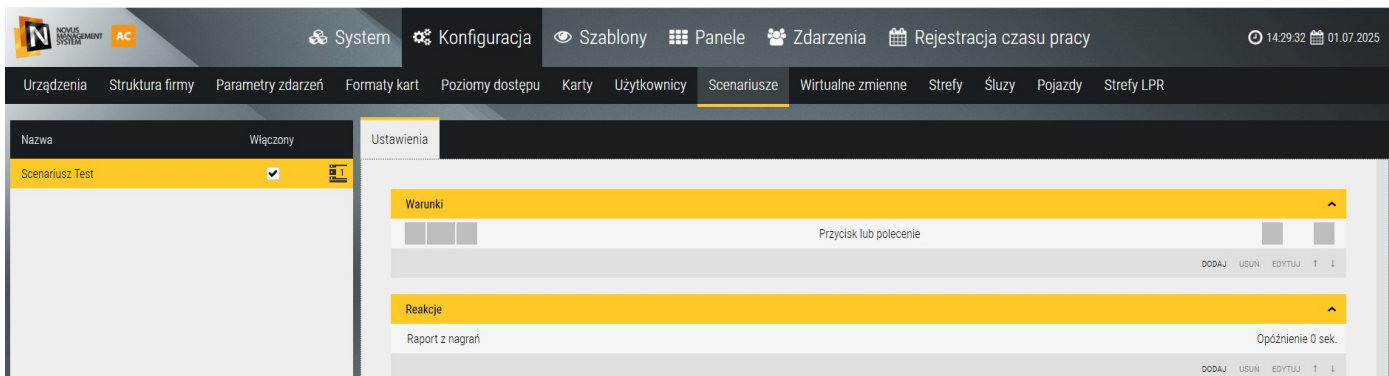 NOVUS
MANAGEMENT
SYSTEM
AC
System Konfiguracja Szablony Panele Zdarzenia Rejestracja czasu pracy 14:29:32 01.07.2025
Urządzenia Struktura firmy Parametry zdarzeń Formaty kart Poziomy dostępu Karty Użytkownicy Scenariusze Wirtualne zmienne Strefy Śluzy Pojazdy Strefy LPR
Nazwa Włączony Ustawienia
Scenariusz Test 1
Warunki
Przycisk lub polecenie
DODAJ USUŃ EDYTUJ ↑ ↓
Reakcje
Raport z nagrań Opóźnienie 0 sek.
DODAJ USUŃ EDYTUJ ↑ ↓